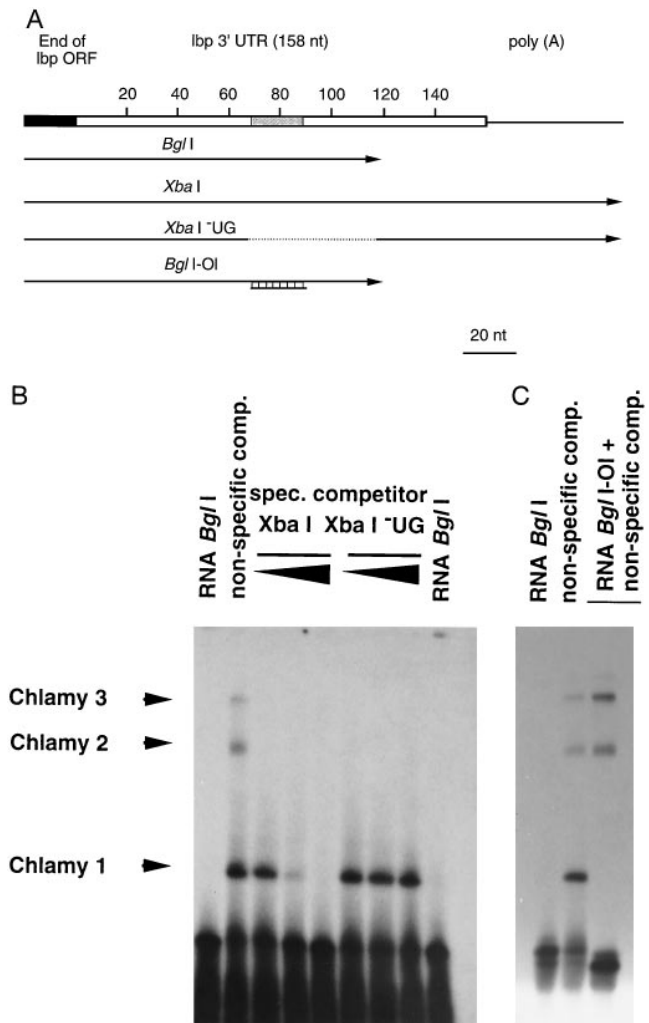 A
End of
lbp ORF
lbp 3' UTR (158 nt)
poly (A)
20 40 60 80 100 120 140
Bgl I
Xba I
Xba I -UG
Bgl I-Ol
20 nt
B
RNA Bgl I
non-specific comp.
spec. competitor
Xba I Xba I -UG
RNA Bgl I
Chlamy 3
Chlamy 2
Chlamy 1
C
RNA Bgl I
non-specific comp.
RNA Bgl I-Ol +
non-specific comp.